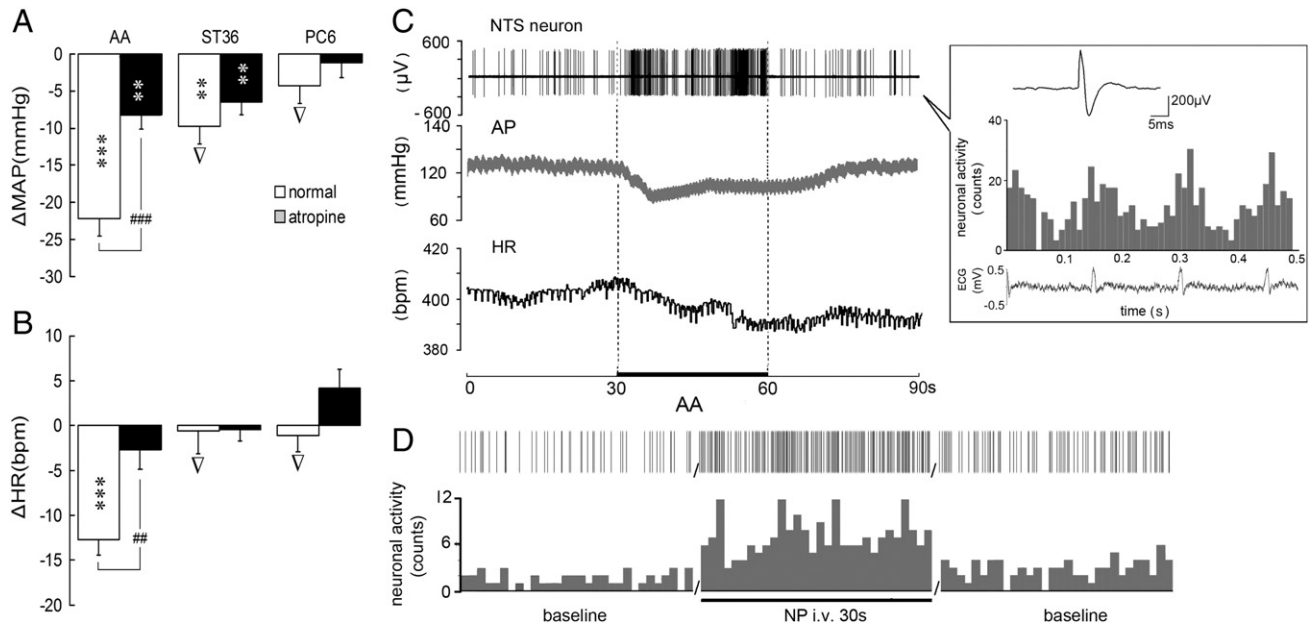 A
AA ST36 PC6
0
-5
-10
-15
-20
-25
-30
ΔMAP(mmHg)
***
**
**
**
###
normal
atropine
B
10
5
0
-5
-10
-15
-20
ΔHR(bpm)
***
##
C
NTS neuron
600
(μV)
-600
AP
140
120
60
(mmHg)
HR
420
400
380
(bpm)
0 30 60 90s
AA
200μV
5ms
40
20
0
neuronal activity
(counts)
0.1 0.2 0.3 0.4 0.5
ECG
(mV)
0.5
-0.5
time (s)
D
12
6
0
neuronal activity
(counts)
/ /
/ /
baseline NP i.v. 30s baseline